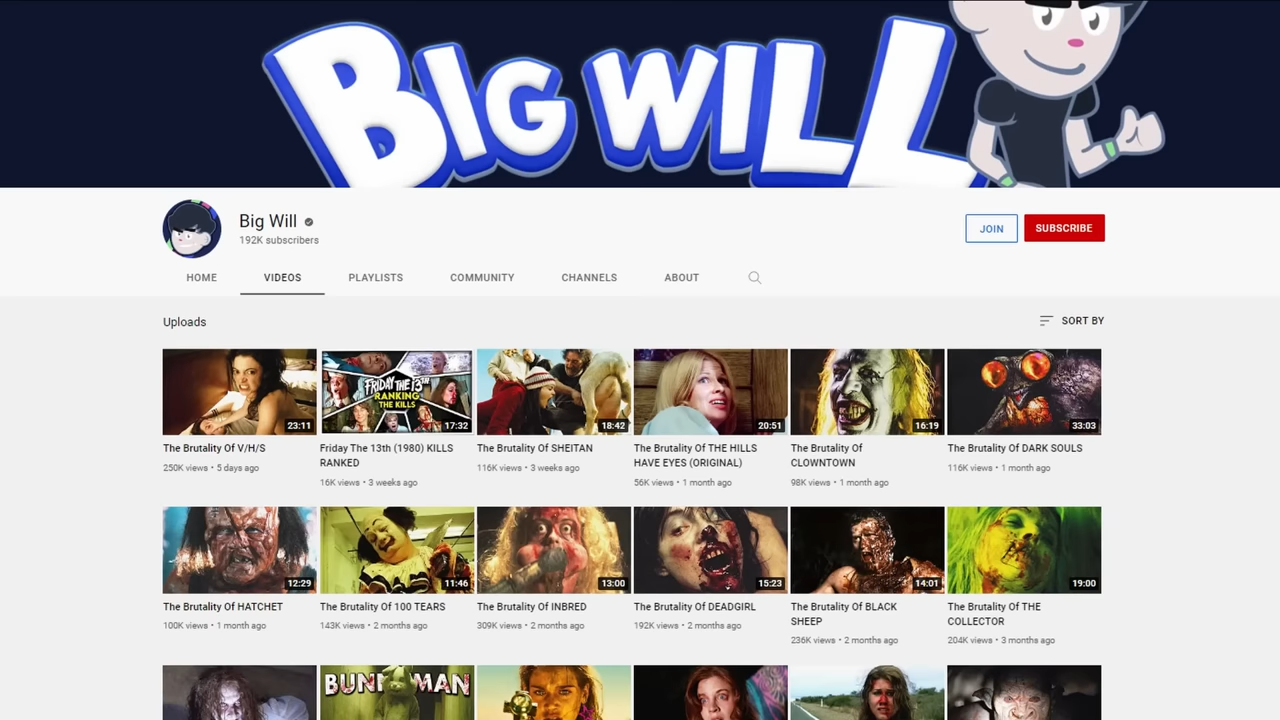 BIG WILL
Big Will
192K subscribers
JOIN
SUBSCRIBE
HOME
VIDEOS
PLAYLISTS
COMMUNITY
CHANNELS
ABOUT
Uploads
SORT BY
23:11
FRIDAY THE 13TH
RANKING
THE KILLS
17:32
18:42
20:51
16:19
33:03
The Brutality Of V/H/S
250K views • 5 days ago
Friday The 13th (1980) KILLS
RANKED
16K views • 3 weeks ago
The Brutality Of SHEITAN
116K views • 3 weeks ago
The Brutality Of THE HILLS
HAVE EYES (ORIGINAL)
56K views • 1 month ago
The Brutality Of
CLOWNTOWN
98K views • 1 month ago
The Brutality Of DARK SOULS
116K views • 1 month ago
12:29
11:46
13:00
15:23
14:01
19:00
The Brutality Of HATCHET
100K views • 1 month ago
The Brutality Of 100 TEARS
143K views • 2 months ago
The Brutality Of INBRED
309K views • 2 months ago
The Brutality Of DEADGIRL
192K views • 2 months ago
The Brutality Of BLACK
SHEEP
236K views • 2 months ago
The Brutality Of THE
COLLECTOR
204K views • 3 months ago
MAN